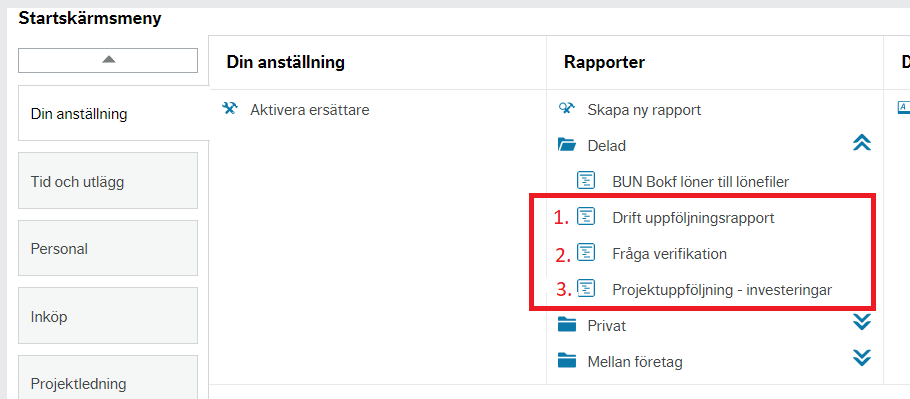 Startskärmsmeny
Din anställning
Tid och utlägg
Personal
Inköp
Projektledning
Din anställning
Aktivera ersättare
Rapporter
Skapa ny rapport
Delad
BUN Bokf löner till lönefiler
1. Drift uppföljningsrapport
2. Fråga verifikation
3. Projektuppföljning - investeringar
Privat
Mellan företag
D
A